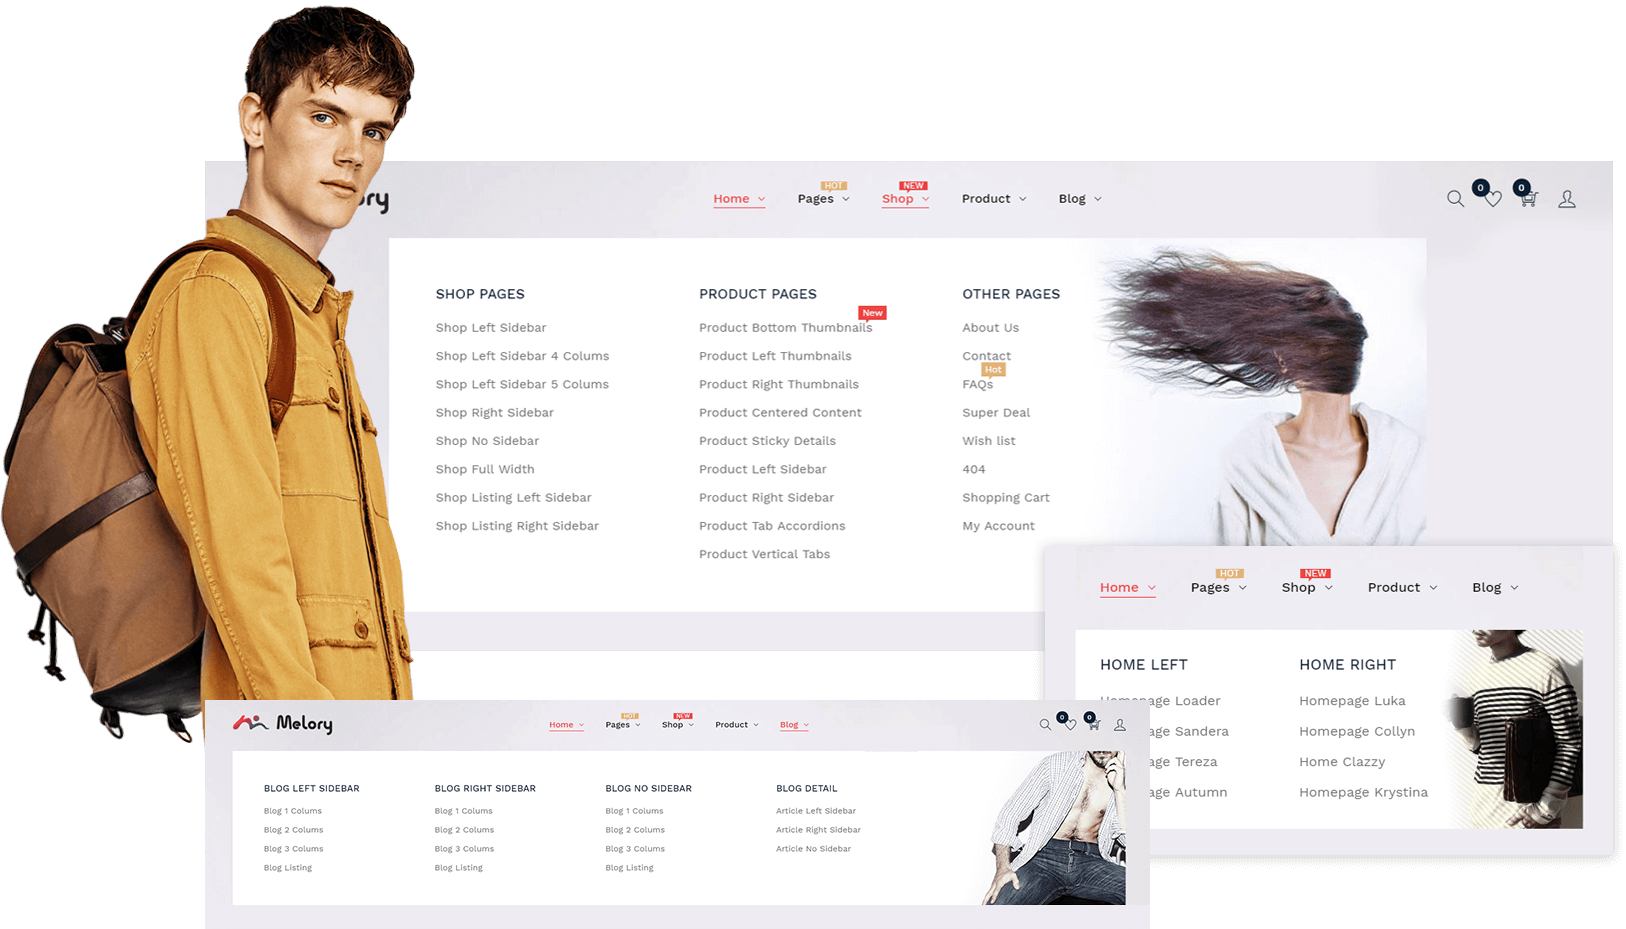 ory
Home
HOT
Pages
NEW
Shop
Product
Blog
0
0
SHOP PAGES
Shop Left Sidebar
Shop Left Sidebar 4 Colums
Shop Left Sidebar 5 Colums
Shop Right Sidebar
Shop No Sidebar
Shop Full Width
Shop Listing Left Sidebar
Shop Listing Right Sidebar
PRODUCT PAGES
New
Product Bottom Thumbnails
Product Left Thumbnails
Product Right Thumbnails
Product Centered Content
Product Sticky Details
Product Left Sidebar
Product Right Sidebar
Product Tab Accordions
Product Vertical Tabs
OTHER PAGES
About Us
Contact
Hot
FAQs
Super Deal
Wish list
404
Shopping Cart
My Account
Home
HOT
Pages
NEW
Shop
Product
Blog
HOME LEFT
Homepage Loader
age Sandera
age Tereza
age Autumn
HOME RIGHT
Homepage Luka
Homepage Collyn
Home Clazzy
Homepage Krystina
Melory
Home
HOT
Pages
NEW
Shop
Product
Blog
0
0
BLOG LEFT SIDEBAR
Blog 1 Colums
Blog 2 Colums
Blog 3 Colums
Blog Listing
BLOG RIGHT SIDEBAR
Blog 1 Colums
Blog 2 Colums
Blog 3 Colums
Blog Listing
BLOG NO SIDEBAR
Blog 1 Colums
Blog 2 Colums
Blog 3 Colums
Blog Listing
BLOG DETAIL
Article Left Sidebar
Article Right Sidebar
Article No Sidebar